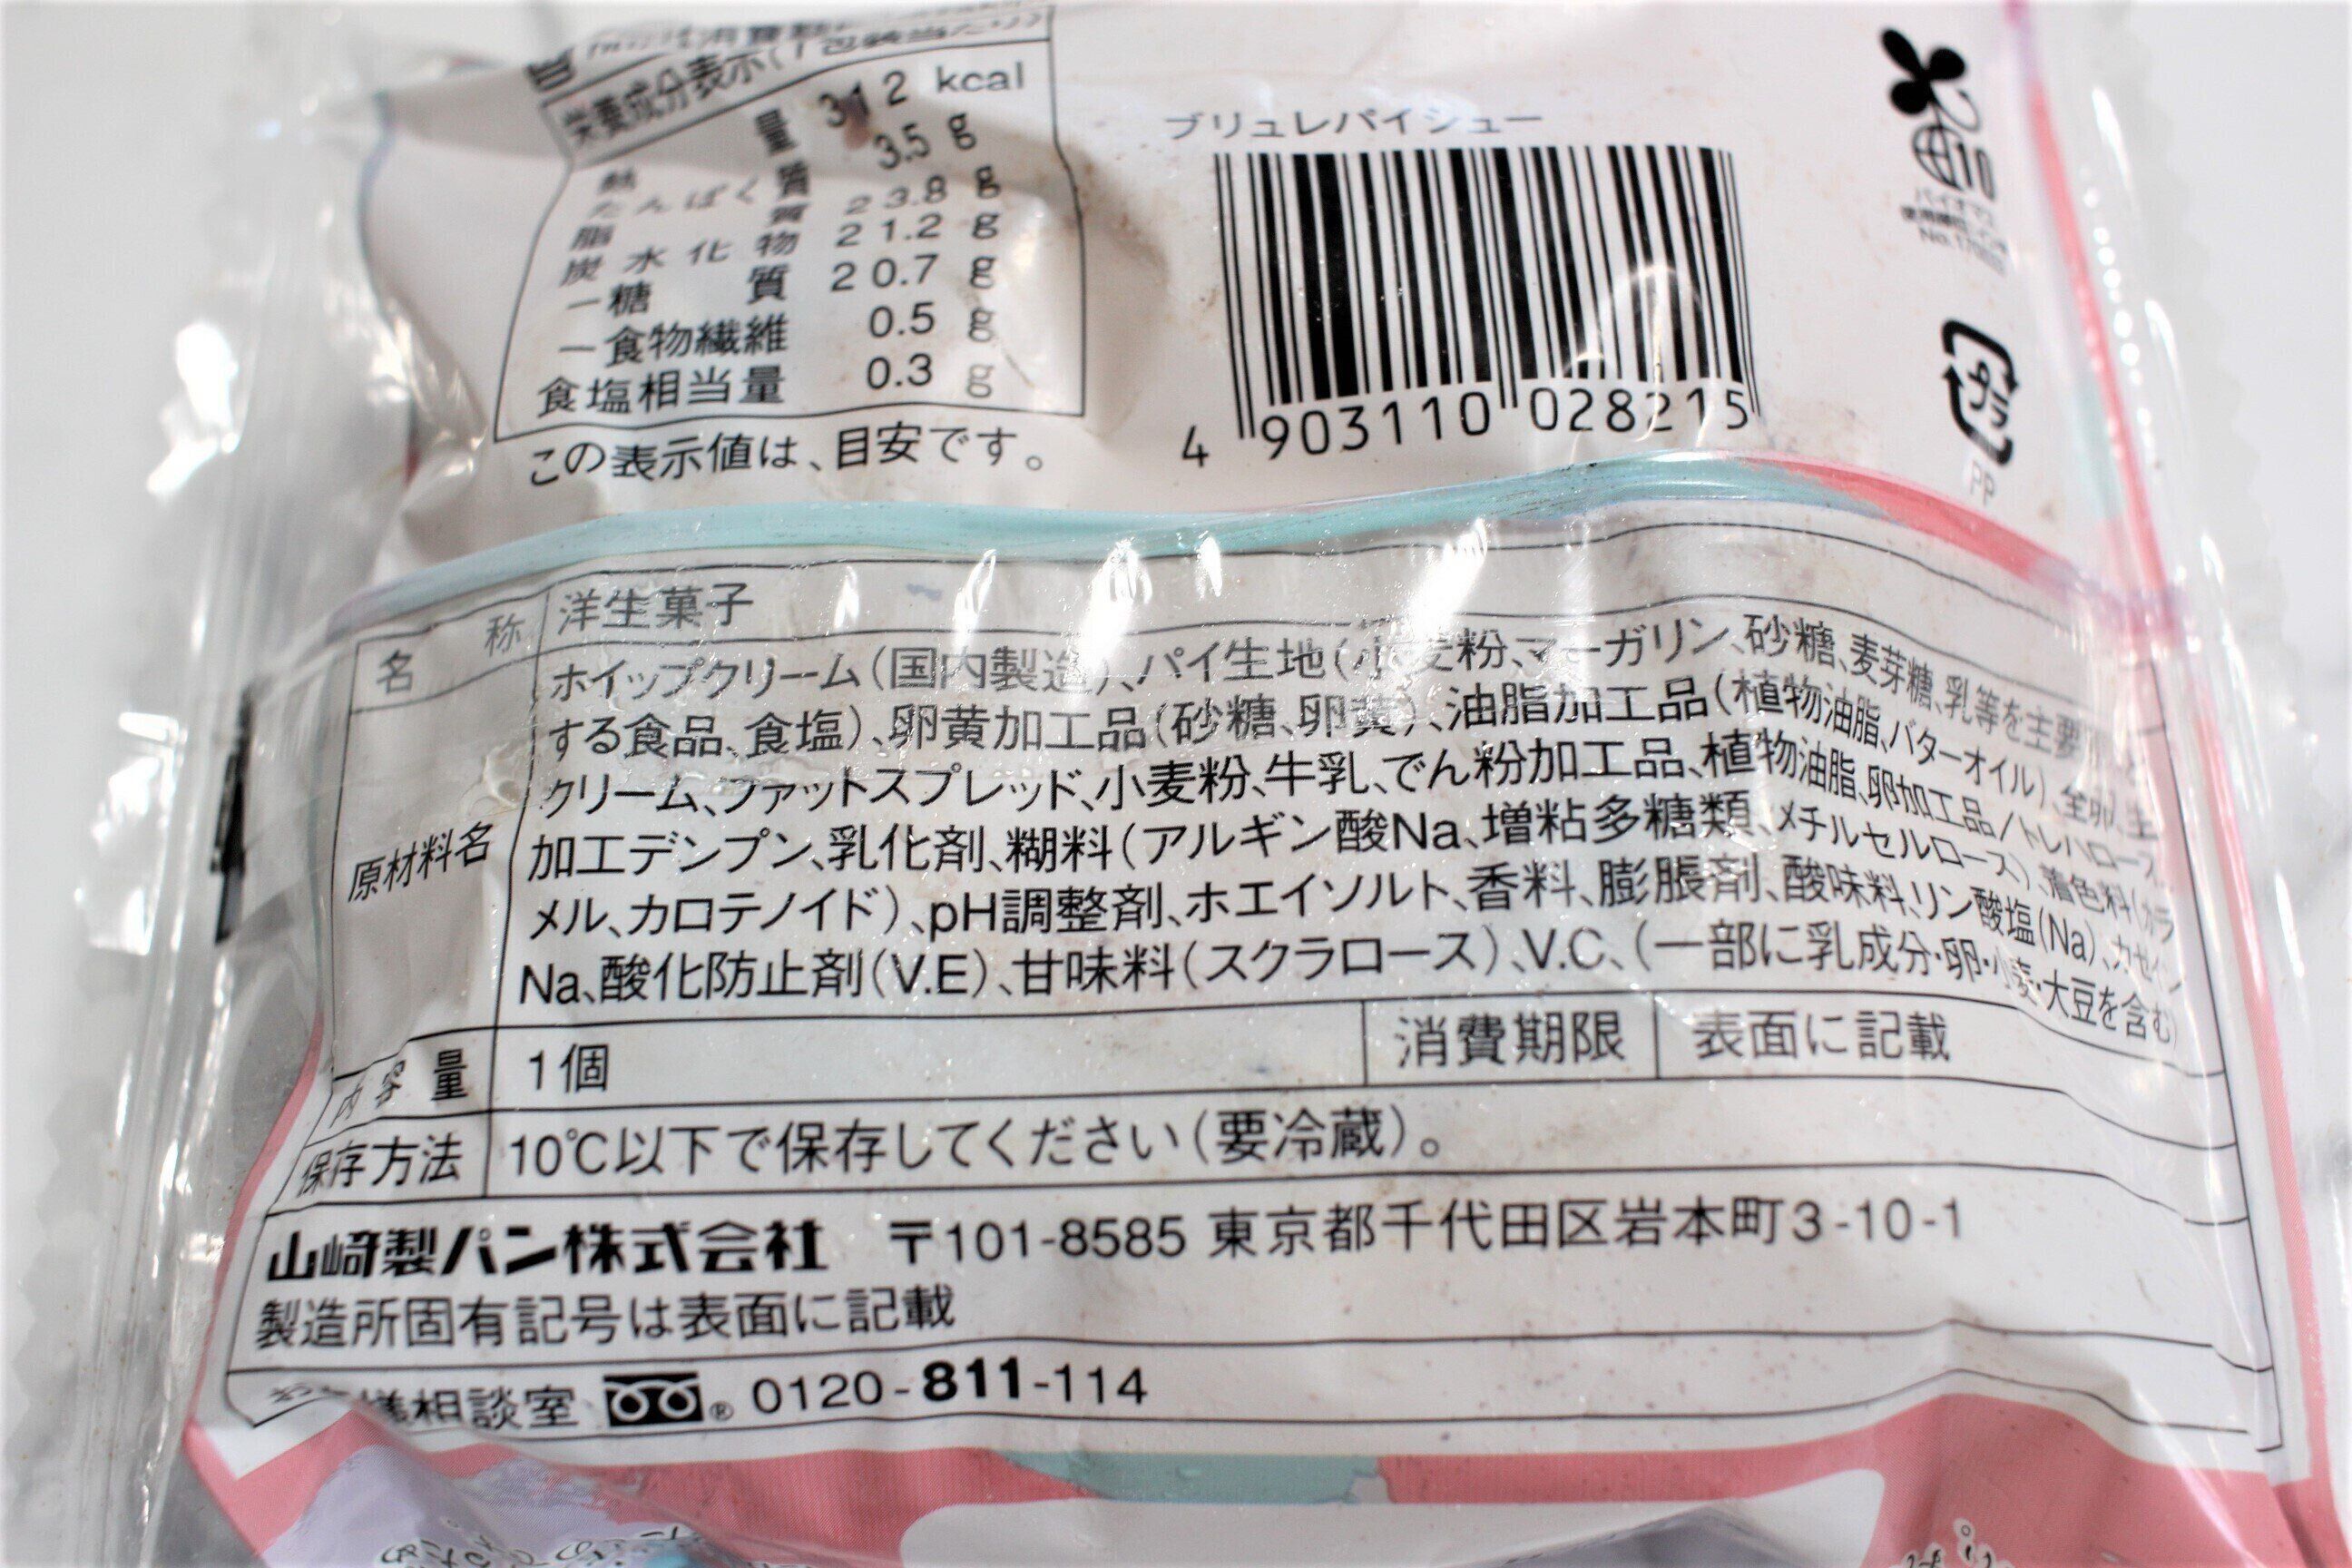 栄養成分表示(1包装当たり)
熱量 312 kcal
たんぱく質 3.5 g
脂質 23.8 g
炭水化物 21.2 g
－糖質 20.7 g
－食物繊維 0.5 g
食塩相当量 0.3 g
この表示値は、目安です。
ブリュレパイシュー
4 903110 028215
PP
名称 洋生菓子
原材料名 ホイップクリーム(国内製造)、パイ生地(小麦粉、マーガリン、砂糖、麦芽糖、乳等を主要原料と
する食品、食塩)、卵黄加工品(砂糖、卵黄)、油脂加工品(植物油脂、バターオイル)、全卵、生
クリーム、ファットスプレッド、小麦粉、牛乳、でん粉加工品、植物油脂、卵加工品/トレハロース、
加工デンプン、乳化剤、糊料(アルギン酸Na、増粘多糖類、メチルセルロース)、着色料(カラ
メル、カロテノイド)、pH調整剤、ホエイソルト、香料、膨脹剤、酸味料、リン酸塩(Na)、カゼイン
Na、酸化防止剤(V.E)、甘味料(スクラロース)、V.C、(一部に乳成分・卵・小麦・大豆を含む)
内容量 1個 消費期限 表面に記載
保存方法 10℃以下で保存してください(要冷蔵)。
山崎製パン株式会社 〒101-8585 東京都千代田区岩本町3-10-1
製造所固有記号は表面に記載
様相談室 ® 0120-811-114